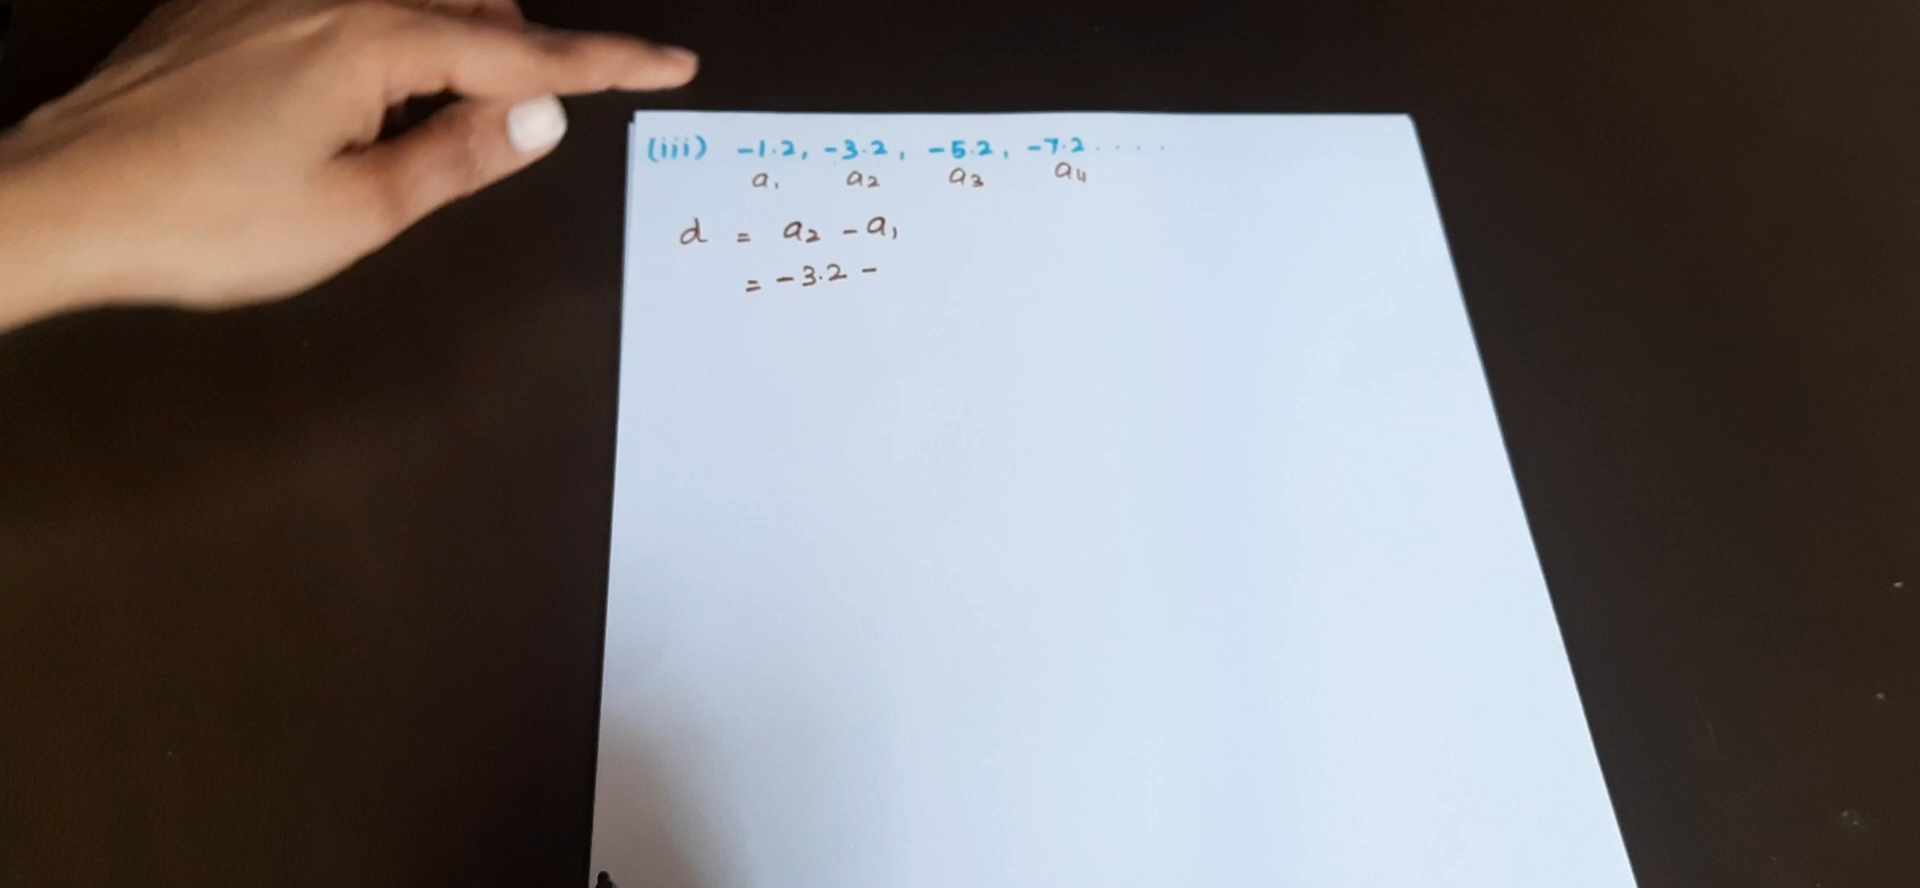 (iii) -1.2, -3.2, -5.2, -7.2.....
a₁ a₂ a₃ a₄
d = a₂ - a₁
= -3.2 -